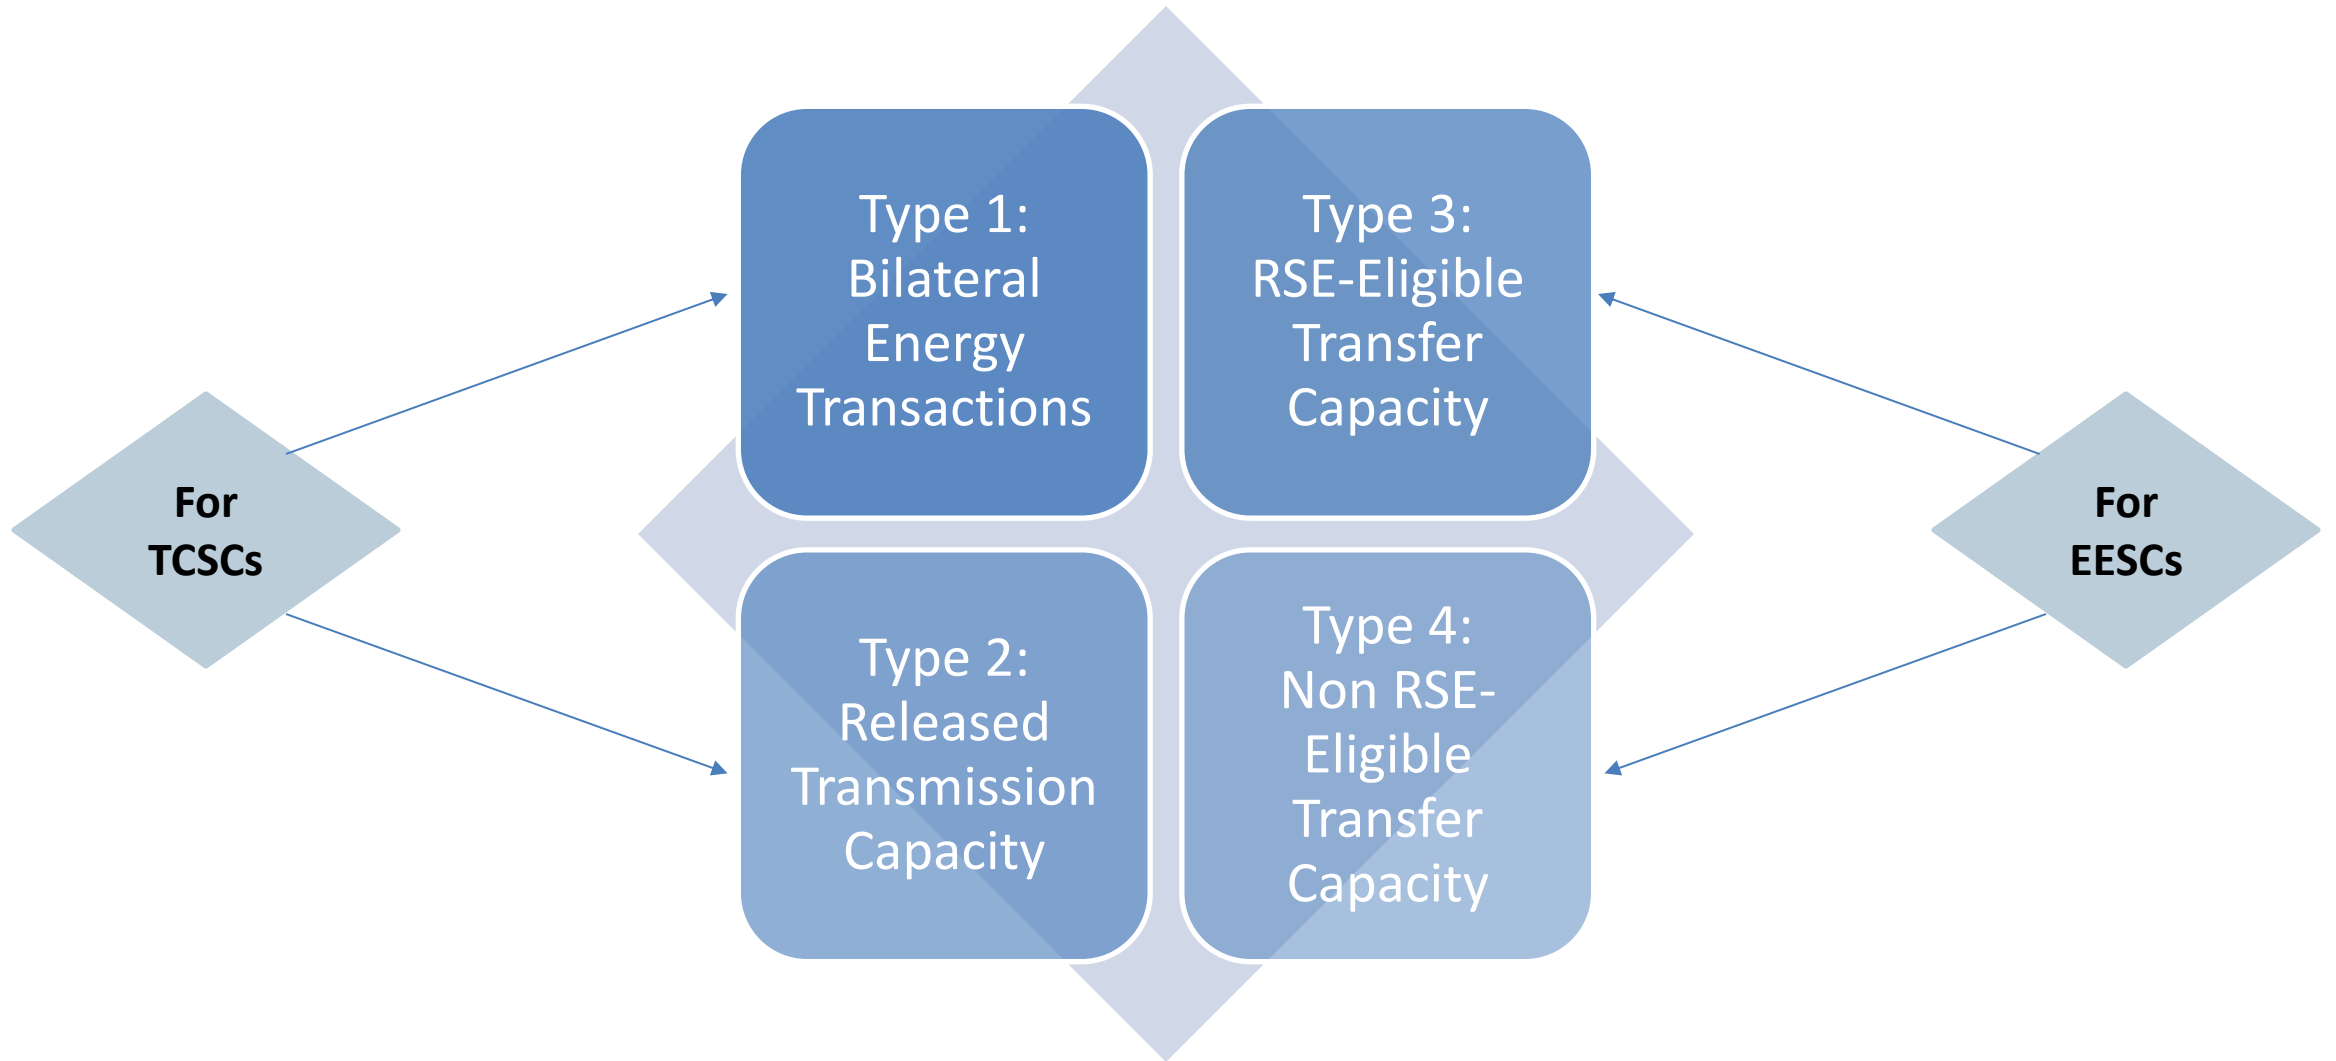 For
TCSCs
Type 1:
Bilateral
Energy
Transactions
Type 3:
RSE-Eligible
Transfer
Capacity
Type 2:
Released
Transmission
Capacity
Type 4:
Non RSE-
Eligible
Transfer
Capacity
For
EESCs